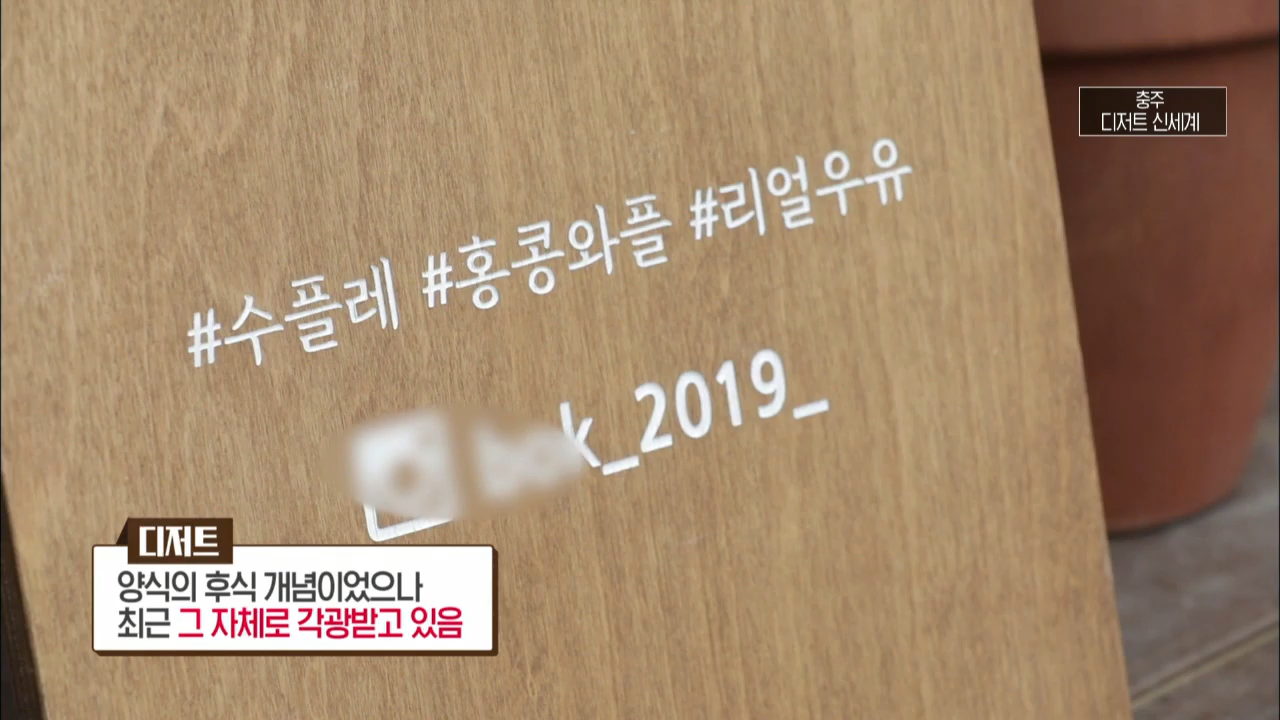 충주
디저트 신세계
#수플레 #홍콩와플 #리얼우유
k_2019_
디저트
양식의 후식 개념이었으나
최근 그 자체로 각광받고 있음